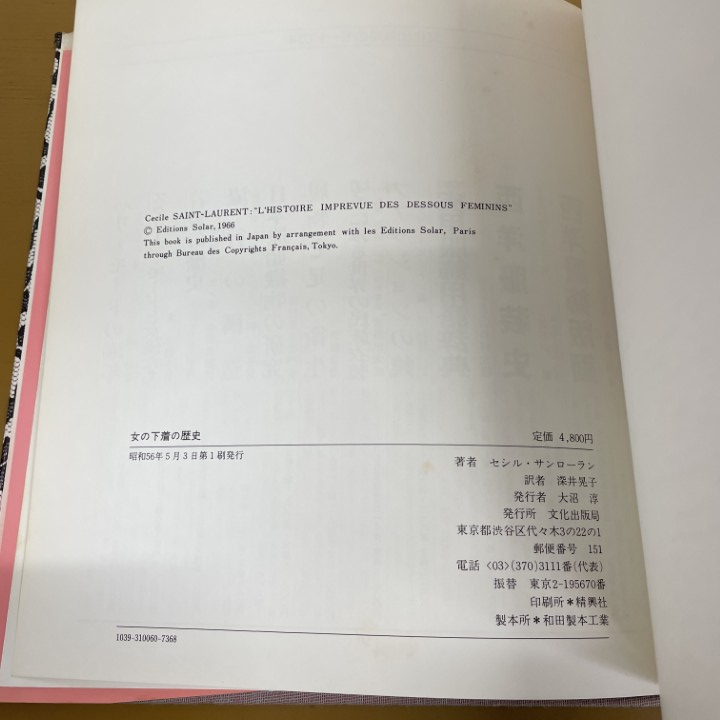 Cecile SAINT-LAURENT: "L'HISTOIRE IMPREVUE DES DESSOUS FEMININS"
© Editions Solar, 1966
This book is published in Japan by arrangement with les Editions Solar, Paris
through Bureau des Copyrights Français, Tokyo.
女の下着の歴史
定価 4,800円
昭和56年5月3日第1刷発行
著者 セシル・サンローラン
訳者 深井晃子
発行者 大沼 淳
発行所 文化出版局
東京都渋谷区代々木3の22の1
郵便番号 151
電話 <03>(370)3111番(代表)
振替 東京2-195670番
印刷所＊精興社
製本所＊和田製本工業
1039-310060-7368